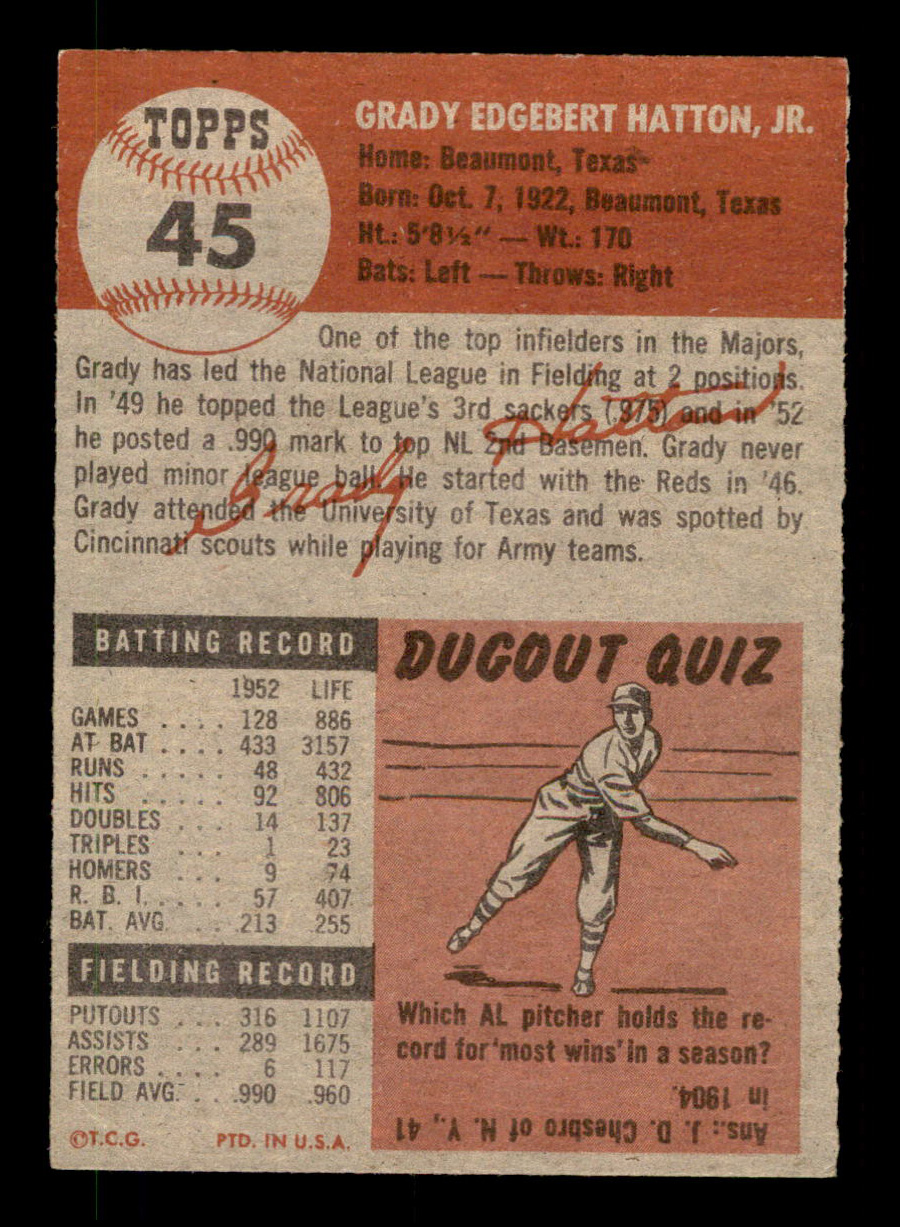 TOPPS
45
GRADY EDGEBERT HATTON, JR.
Home: Beaumont, Texas
Born: Oct. 7, 1922, Beaumont, Texas
Ht.: 5'8½" — Wt.: 170
Bats: Left — Throws: Right
One of the top infielders in the Majors,
Grady has led the National League in Fielding at 2 positions.
In '49 he topped the League's 3rd sackers (.975) and in '52
he posted a .990 mark to top NL 2nd Basemen. Grady never
played minor league ball. He started with the Reds in '46.
Grady attended the University of Texas and was spotted by
Cincinnati scouts while playing for Army teams.
Grady Hatton
BATTING RECORD
1952 LIFE
GAMES . . . . 128 886
AT BAT . . . . 433 3157
RUNS . . . . . 48 432
HITS . . . . . 92 806
DOUBLES . . . 14 137
TRIPLES . . . 1 23
HOMERS . . . 9 74
R. B. I. . . . . 57 407
BAT. AVG. . . .213 .255
FIELDING RECORD
PUTOUTS . . . 316 1107
ASSISTS . . . 289 1675
ERRORS . . . . 6 117
FIELD AVG. . . .990 .960
©T.C.G. PTD. IN U.S.A.
DUGOUT QUIZ
Which AL pitcher holds the re-
cord for 'most wins' in a season?
Ans.: J. D. Chesbro of N. Y., 41
in 1904.